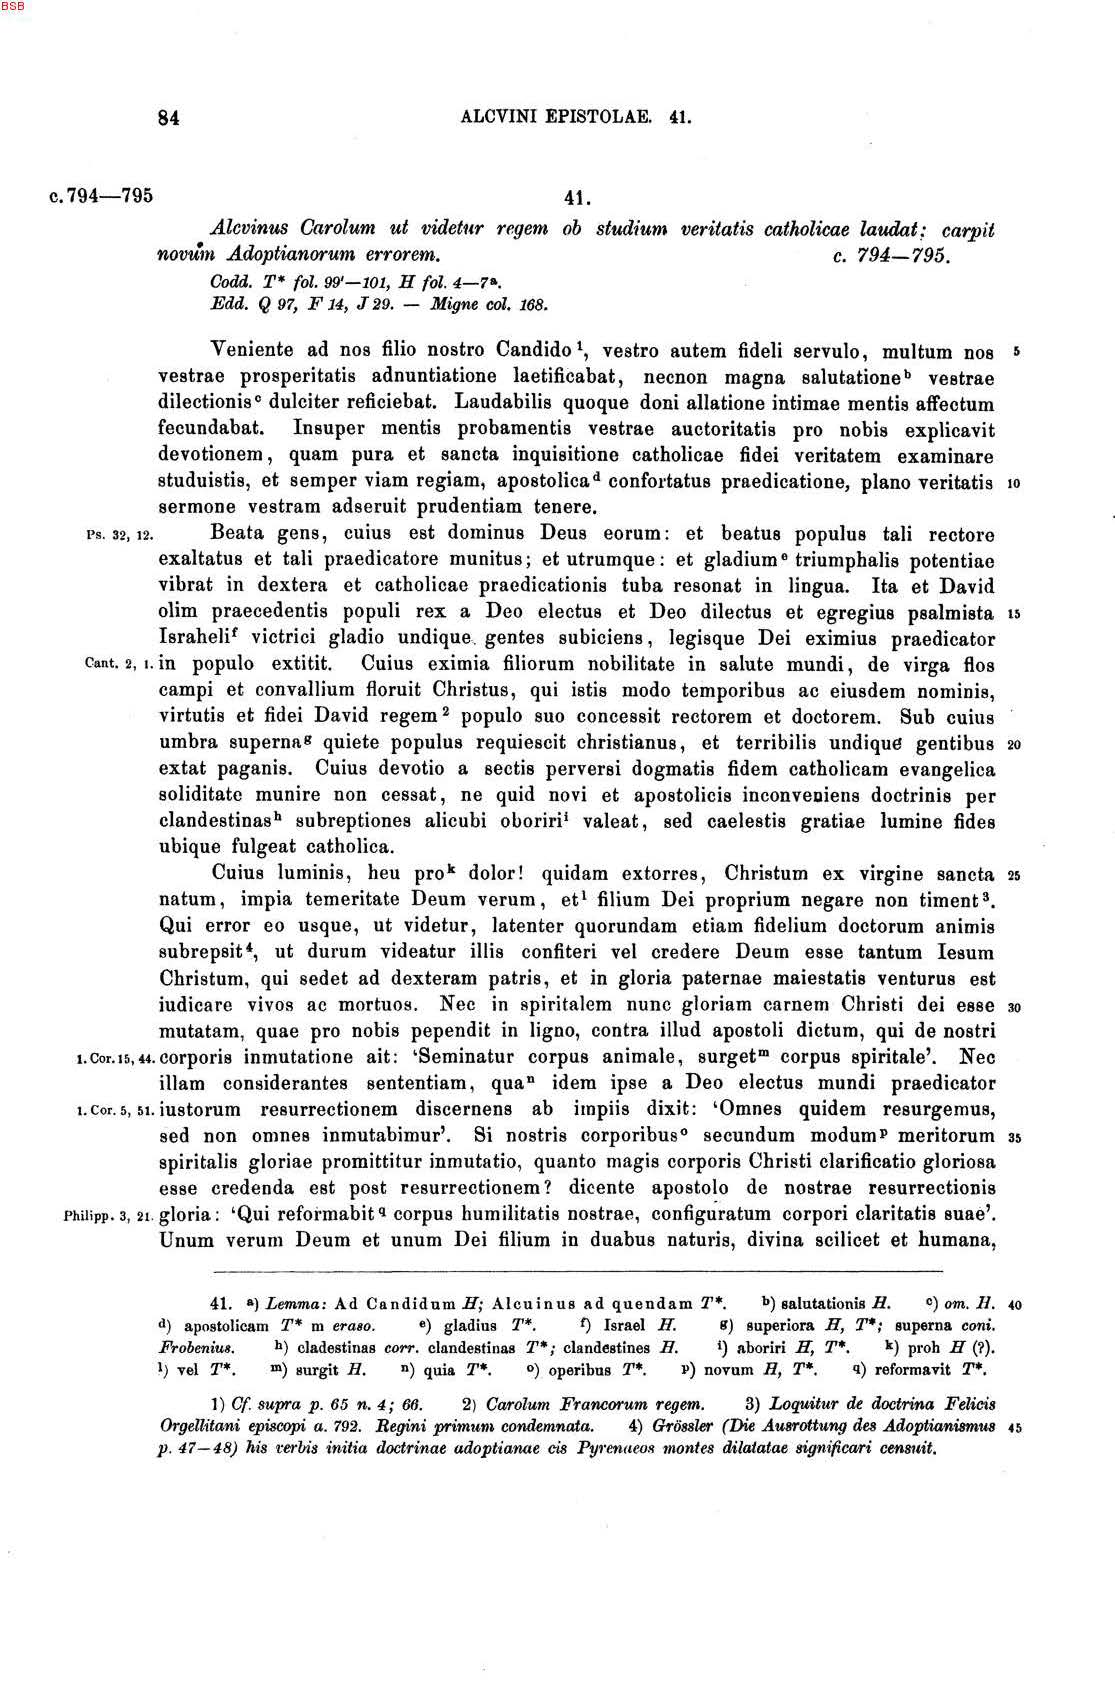 BSB
84 ALCVINI EPISTOLAE. 41.
c. 794—795 41.
Alcvinus Carolum ut videtur regem ob studium veritatis catholicae laudat; carpit
novum Adoptianorum errorem. c. 794—795.
Codd. T* fol. 99'—101, H fol. 4—7ª.
Edd. Q 97, F 14, J 29. — Migne col. 168.
Veniente ad nos filio nostro Candido ¹, vestro autem fideli servulo, multum nos 5
vestrae prosperitatis adnuntiatione laetificabat, necnon magna salutatione ᵇ vestrae
dilectionis ᶜ dulciter reficiebat. Laudabilis quoque doni allatione intimae mentis affectum
fecundabat. Insuper mentis probamentis vestrae auctoritatis pro nobis explicavit
devotionem, quam pura et sancta inquisitione catholicae fidei veritatem examinare
studuistis, et semper viam regiam, apostolica ᵈ confortatus praedicatione, plano veritatis 10
sermone vestram adseruit prudentiam tenere.
Ps. 32, 12. Beata gens, cuius est dominus Deus eorum: et beatus populus tali rectore
exaltatus et tali praedicatore munitus; et utrumque: et gladium ᵉ triumphalis potentiae
vibrat in dextera et catholicae praedicationis tuba resonat in lingua. Ita et David
olim praecedentis populi rex a Deo electus et Deo dilectus et egregius psalmista 15
Israheli ᶠ victrici gladio undique gentes subiciens, legisque Dei eximius praedicator
Cant. 2, 1. in populo extitit. Cuius eximia filiorum nobilitate in salute mundi, de virga flos
campi et convallium floruit Christus, qui istis modo temporibus ac eiusdem nominis,
virtutis et fidei David regem ² populo suo concessit rectorem et doctorem. Sub cuius
umbra superna ᵍ quiete populus requiescit christianus, et terribilis undique gentibus 20
extat paganis. Cuius devotio a sectis perversi dogmatis fidem catholicam evangelica
soliditate munire non cessat, ne quid novi et apostolicis inconveniens doctrinis per
clandestinas ʰ subreptiones alicubi oboriri ⁱ valeat, sed caelestis gratiae lumine fides
ubique fulgeat catholica.
Cuius luminis, heu pro ᵏ dolor! quidam extorres, Christum ex virgine sancta 25
natum, impia temeritate Deum verum, et ˡ filium Dei proprium negare non timent ³.
Qui error eo usque, ut videtur, latenter quorundam etiam fidelium doctorum animis
subrepsit ⁴, ut durum videatur illis confiteri vel credere Deum esse tantum Iesum
Christum, qui sedet ad dexteram patris, et in gloria paternae maiestatis venturus est
iudicare vivos ac mortuos. Nec in spiritalem nunc gloriam carnem Christi dei esse 30
mutatam, quae pro nobis pependit in ligno, contra illud apostoli dictum, qui de nostri
1. Cor. 15, 44. corporis inmutatione ait: ‘Seminatur corpus animale, surget ᵐ corpus spiritale’. Nec
illam considerantes sententiam, qua ⁿ idem ipse a Deo electus mundi praedicator
1. Cor. 5, 51. iustorum resurrectionem discernens ab impiis dixit: ‘Omnes quidem resurgemus,
sed non omnes inmutabimur’. Si nostris corporibus ᵒ secundum modum ᵖ meritorum 35
spiritalis gloriae promittitur inmutatio, quanto magis corporis Christi clarificatio gloriosa
esse credenda est post resurrectionem? dicente apostolo de nostrae resurrectionis
Philipp. 3, 21. gloria: ‘Qui reformabit q corpus humilitatis nostrae, configuratum corpori claritatis suae’.
Unum verum Deum et unum Dei filium in duabus naturis, divina scilicet et humana,
41. a) Lemma: Ad Candidum H; Alcuinus ad quendam T*. b) salutationis H. c) om. H. 40
d) apostolicam T* m eraso. e) gladius T*. f) Israel H. g) superiora H, T*; superna coni.
Frobenius. h) cladestinas corr. clandestinas T*; clandestines H. i) aboriri H, T*. k) proh H (?).
l) vel T*. m) surgit H. n) quia T*. o) operibus T*. p) novum H, T*. q) reformavit T*.
1) Cf. supra p. 65 n. 4; 66. 2) Carolum Francorum regem. 3) Loquitur de doctrina Felicis
Orgellitani episcopi a. 792. Regini primum condemnata. 4) Grössler (Die Ausrottung des Adoptianismus 45
p. 47—48) his verbis initia doctrinae adoptianae cis Pyrenaeos montes dilatatae significari censuit.